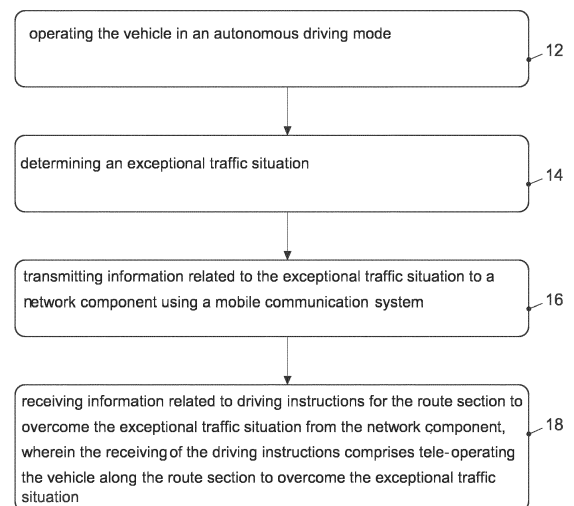 operating the vehicle in an autonomous driving mode
12
determining an exceptional traffic situation
14
transmitting information related to the exceptional traffic situation to a
network component using a mobile communication system
16
receiving information related to driving instructions for the route section to
overcome the exceptional traffic situation from the network component,
wherein the receiving of the driving instructions comprises tele-operating
the vehicle along the route section to overcome the exceptional traffic
situation
18